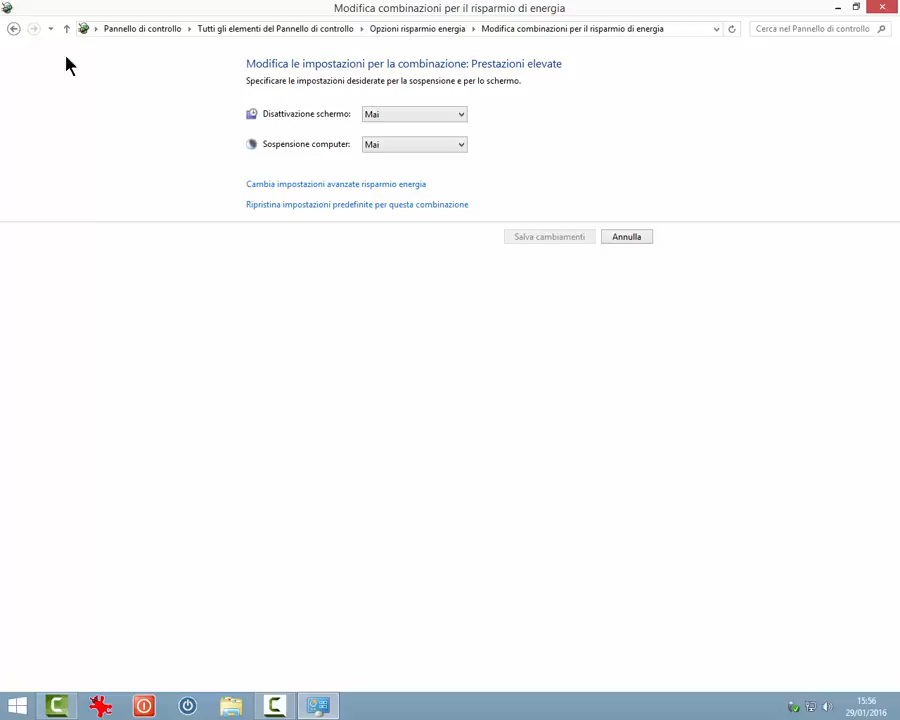 Modifica combinazioni per il risparmio di energia
Pannello di controllo
Tutti gli elementi del Pannello di controllo
Opzioni risparmio energia
Modifica combinazioni per il risparmio di energia
Cerca nel Pannello di controllo
Modifica le impostazioni per la combinazione: Prestazioni elevate
Specificare le impostazioni desiderate per la sospensione e per lo schermo.
Disattivazione schermo: Mai
Sospensione computer: Mai
Cambia impostazioni avanzate risparmio energia
Ripristina impostazioni predefinite per questa combinazione
Salva cambiamenti Annulla
15:56
29/01/2016